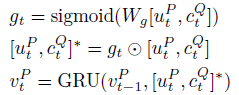 g_t = sigmoid(W_g[u_t^P, c_t^Q])
[u_t^P, c_t^Q]* = g_t ⊙ [u_t^P, c_t^Q]
v_t^P = GRU(v_{t-1}^P, [u_t^P, c_t^Q]*)